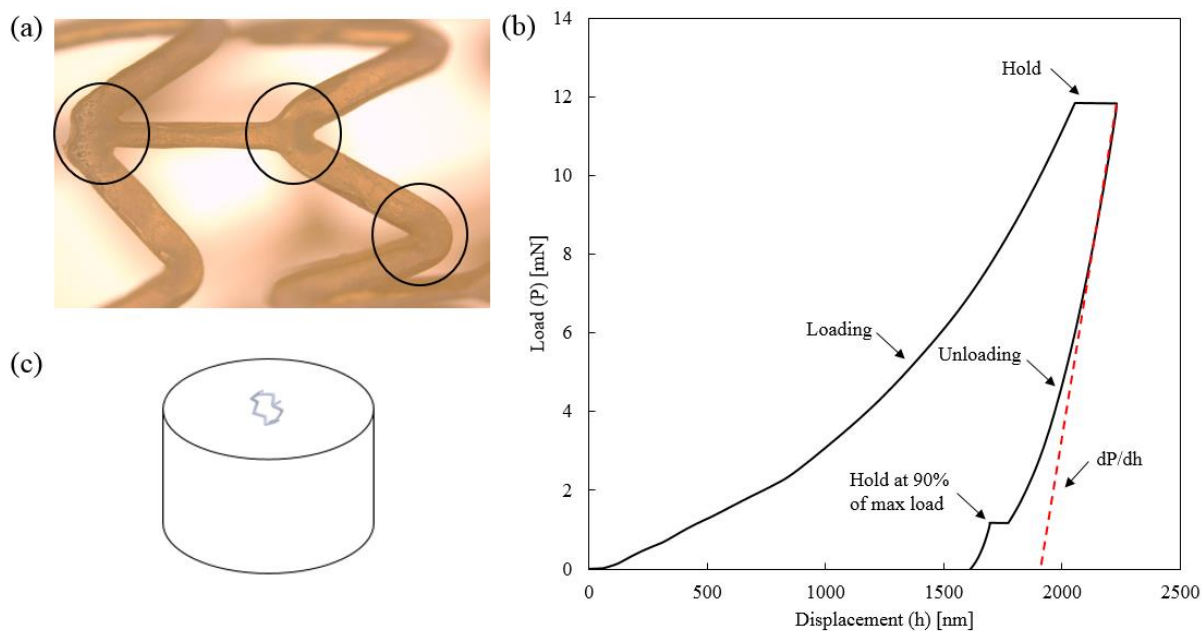 (a)
(b)
14
12
10
8
6
4
2
0
Load (P) [mN]
Hold
Loading
Unloading
Hold at 90%
of max load
dP/dh
0
500
1000
1500
2000
2500
Displacement (h) [nm]
(c)